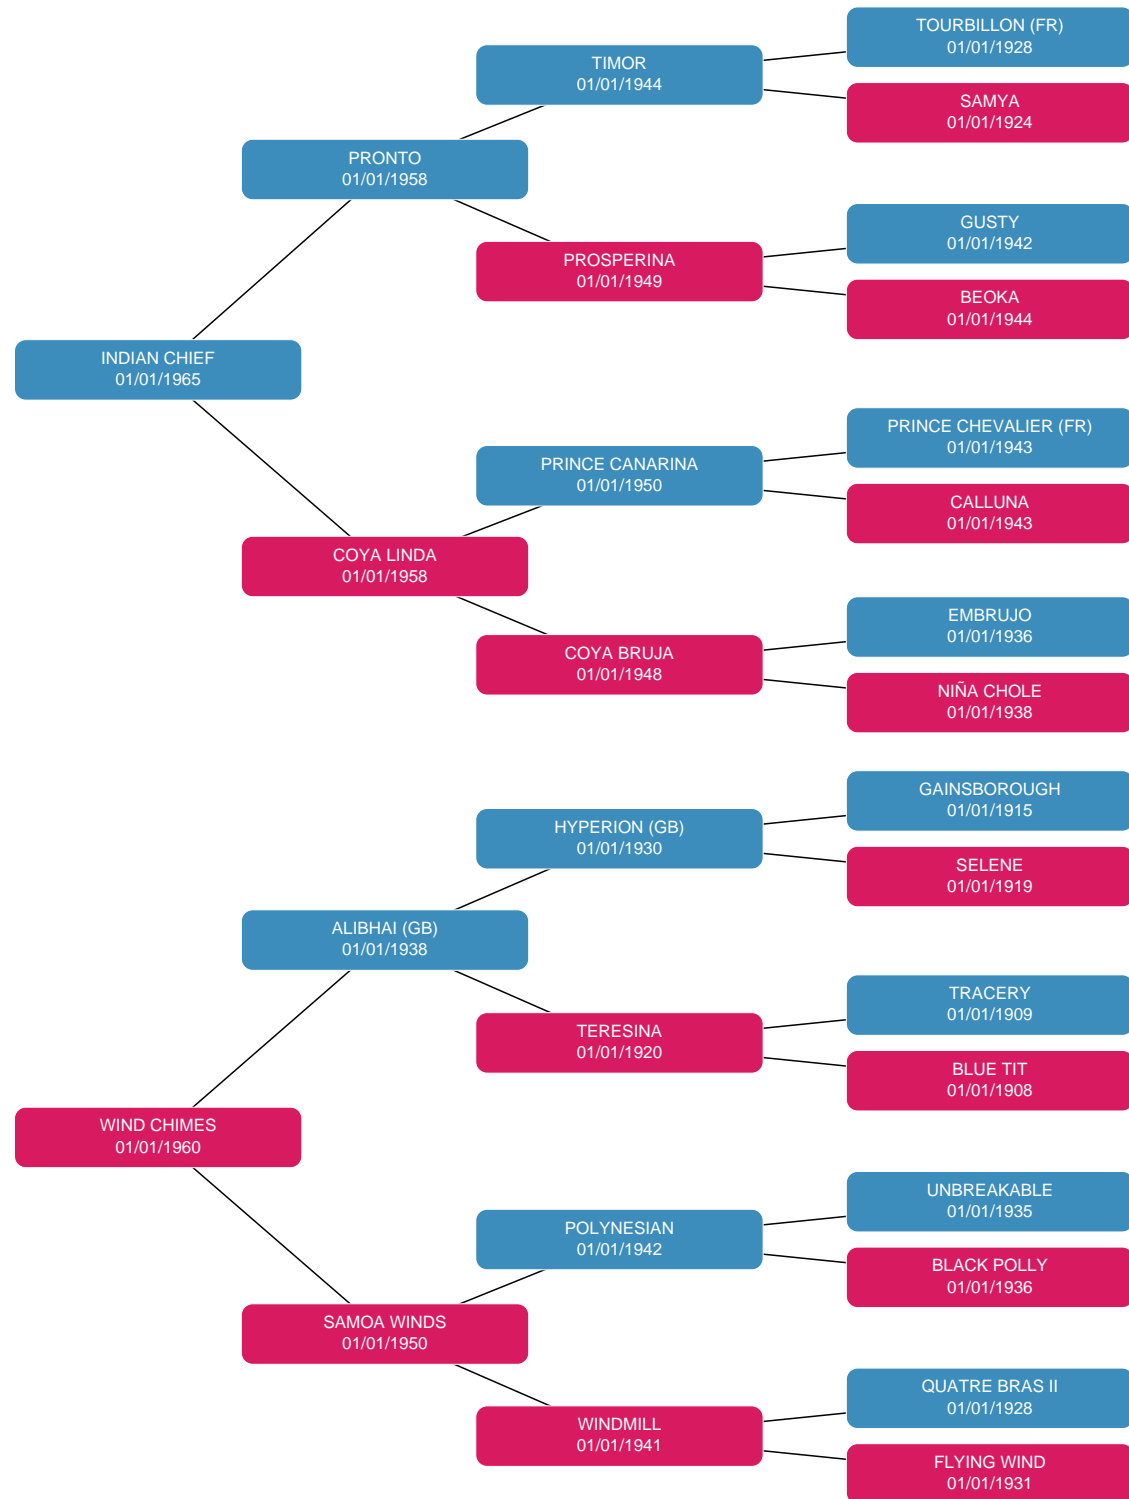 TOURBILLON (FR)
01/01/1928
TIMOR
01/01/1944
SAMYA
01/01/1924
PRONTO
01/01/1958
GUSTY
01/01/1942
PROSPERINA
01/01/1949
BEOKA
01/01/1944
INDIAN CHIEF
01/01/1965
PRINCE CHEVALIER (FR)
01/01/1943
PRINCE CANARINA
01/01/1950
CALLUNA
01/01/1943
COYA LINDA
01/01/1958
EMBRUJO
01/01/1936
COYA BRUJA
01/01/1948
NIÑA CHOLE
01/01/1938
GAINSBOROUGH
01/01/1915
HYPERION (GB)
01/01/1930
SELENE
01/01/1919
ALIBHAI (GB)
01/01/1938
TRACERY
01/01/1909
TERESINA
01/01/1920
BLUE TIT
01/01/1908
WIND CHIMES
01/01/1960
UNBREAKABLE
01/01/1935
POLYNESIAN
01/01/1942
BLACK POLLY
01/01/1936
SAMOA WINDS
01/01/1950
QUATRE BRAS II
01/01/1928
WINDMILL
01/01/1941
FLYING WIND
01/01/1931